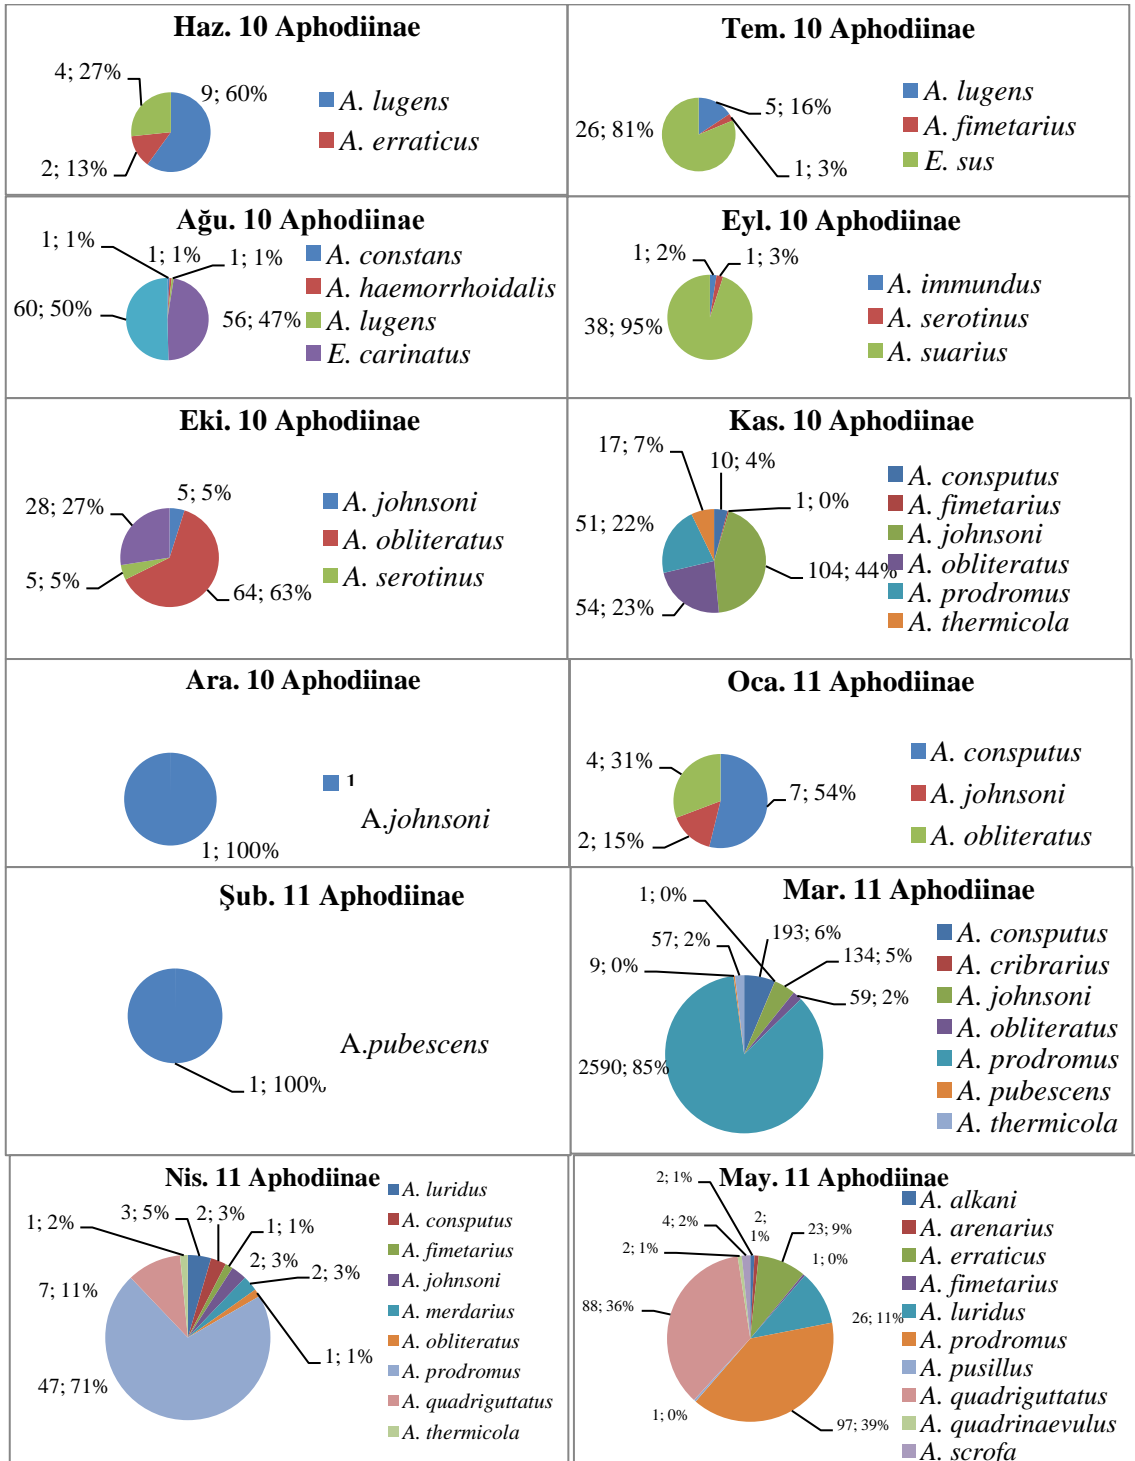 Haz. 10 Aphodiinae
4; 27%
9; 60%
2; 13%
A. lugens
A. erraticus
Tem. 10 Aphodiinae
5; 16%
26; 81%
1; 3%
A. lugens
A. fimetarius
E. sus
Ağu. 10 Aphodiinae
1; 1%
1; 1%
1; 1%
60; 50%
56; 47%
A. constans
A. haemorrhoidalis
A. lugens
E. carinatus
Eyl. 10 Aphodiinae
1; 2%
1; 3%
38; 95%
A. immundus
A. serotinus
A. suarius
Eki. 10 Aphodiinae
5; 5%
28; 27%
5; 5%
64; 63%
A. johnsoni
A. obliteratus
A. serotinus
Kas. 10 Aphodiinae
17; 7%
10; 4%
1; 0%
51; 22%
104; 44%
54; 23%
A. consputus
A. fimetarius
A. johnsoni
A. obliteratus
A. prodromus
A. thermicola
Ara. 10 Aphodiinae
1; 100%
1
A.johnsoni
Oca. 11 Aphodiinae
4; 31%
7; 54%
2; 15%
A. consputus
A. johnsoni
A. obliteratus
Şub. 11 Aphodiinae
1; 100%
A.pubescens
Mar. 11 Aphodiinae
1; 0%
57; 2%
193; 6%
9; 0%
134; 5%
59; 2%
2590; 85%
A. consputus
A. cribrarius
A. johnsoni
A. obliteratus
A. prodromus
A. pubescens
A. thermicola
Nis. 11 Aphodiinae
1; 2%
3; 5%
2; 3%
1; 1%
2; 3%
2; 3%
7; 11%
1; 1%
47; 71%
A. luridus
A. consputus
A. fimetarius
A. johnsoni
A. merdarius
A. obliteratus
A. prodromus
A. quadriguttatus
A. thermicola
May. 11 Aphodiinae
2; 1%
4; 2%
2; 1%
2;
1%
23; 9%
1; 0%
88; 36%
26; 11%
1; 0%
97; 39%
A. alkani
A. arenarius
A. erraticus
A. fimetarius
A. luridus
A. prodromus
A. pusillus
A. quadriguttatus
A. quadrinaevulus
A. scrofa